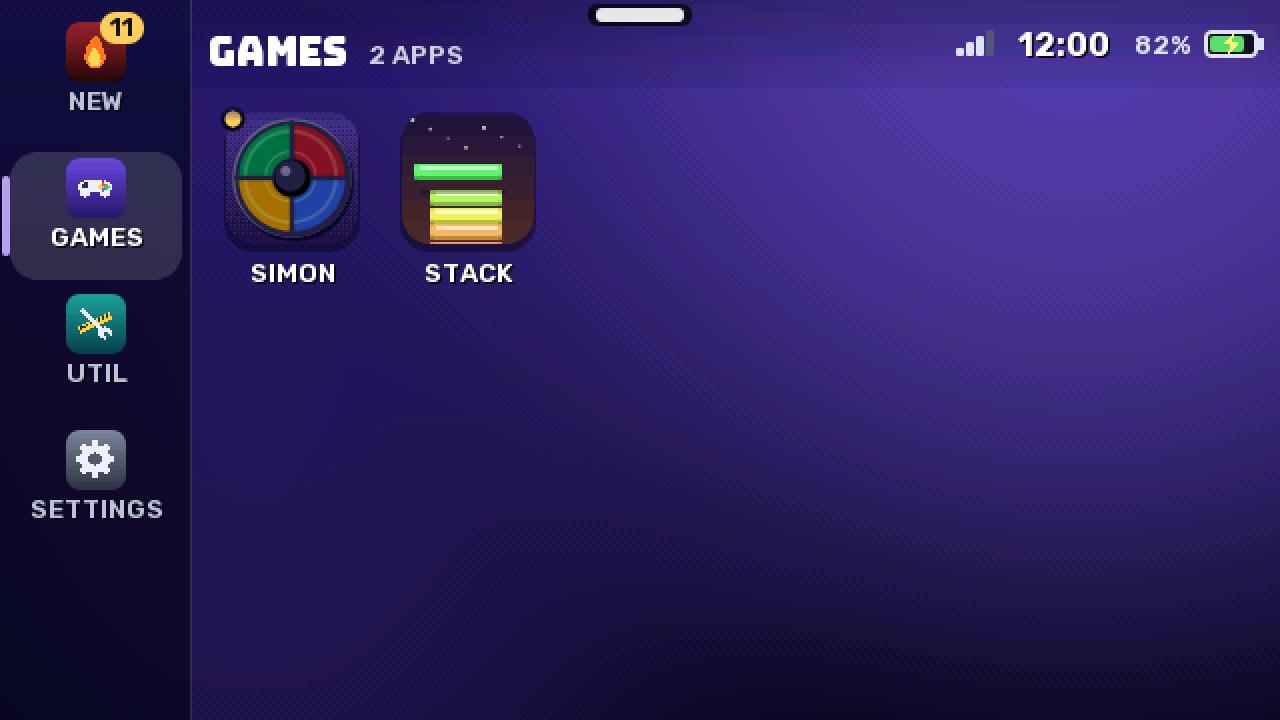 11
NEW
GAMES
UTIL
SETTINGS
GAMES 2 APPS
12:00 82%
SIMON
STACK